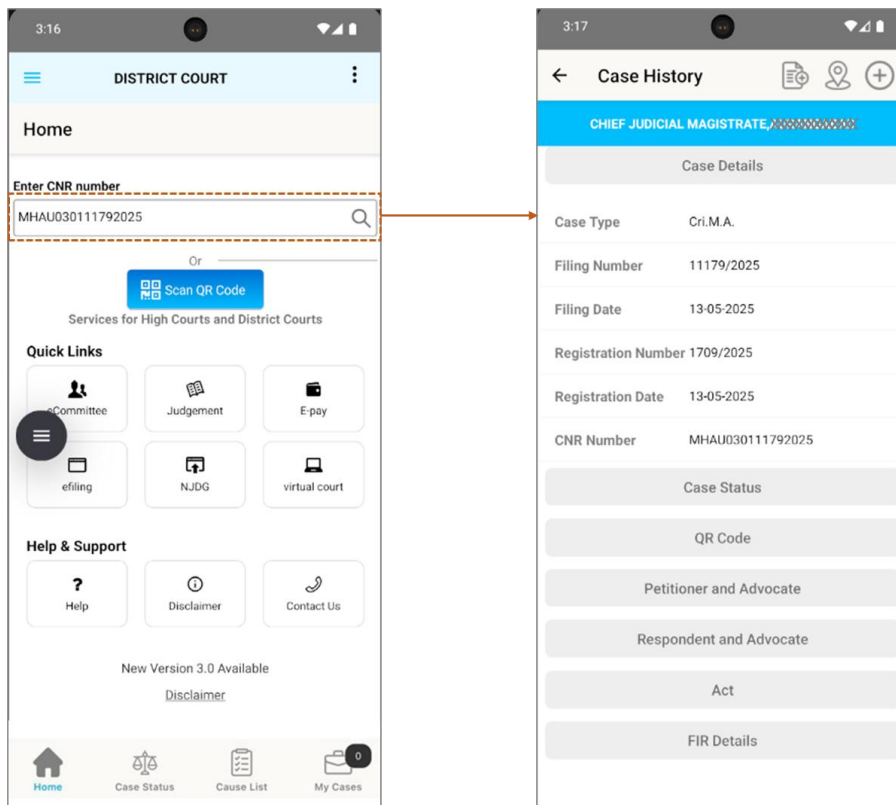 3:16
DISTRICT COURT
Home
Enter CNR number
MHAU030111792025
Or
Scan QR Code
Services for High Courts and District Courts
Quick Links
eCommittee Judgement E-pay
efiling NJDG virtual court
Help & Support
?
Help Disclaimer Contact Us
New Version 3.0 Available
Disclaimer
0
Home Case Status Cause List My Cases
3:17
Case History
CHIEF JUDICIAL MAGISTRATE,
Case Details
Case Type Cri.M.A.
Filing Number 11179/2025
Filing Date 13-05-2025
Registration Number 1709/2025
Registration Date 13-05-2025
CNR Number MHAU030111792025
Case Status
QR Code
Petitioner and Advocate
Respondent and Advocate
Act
FIR Details